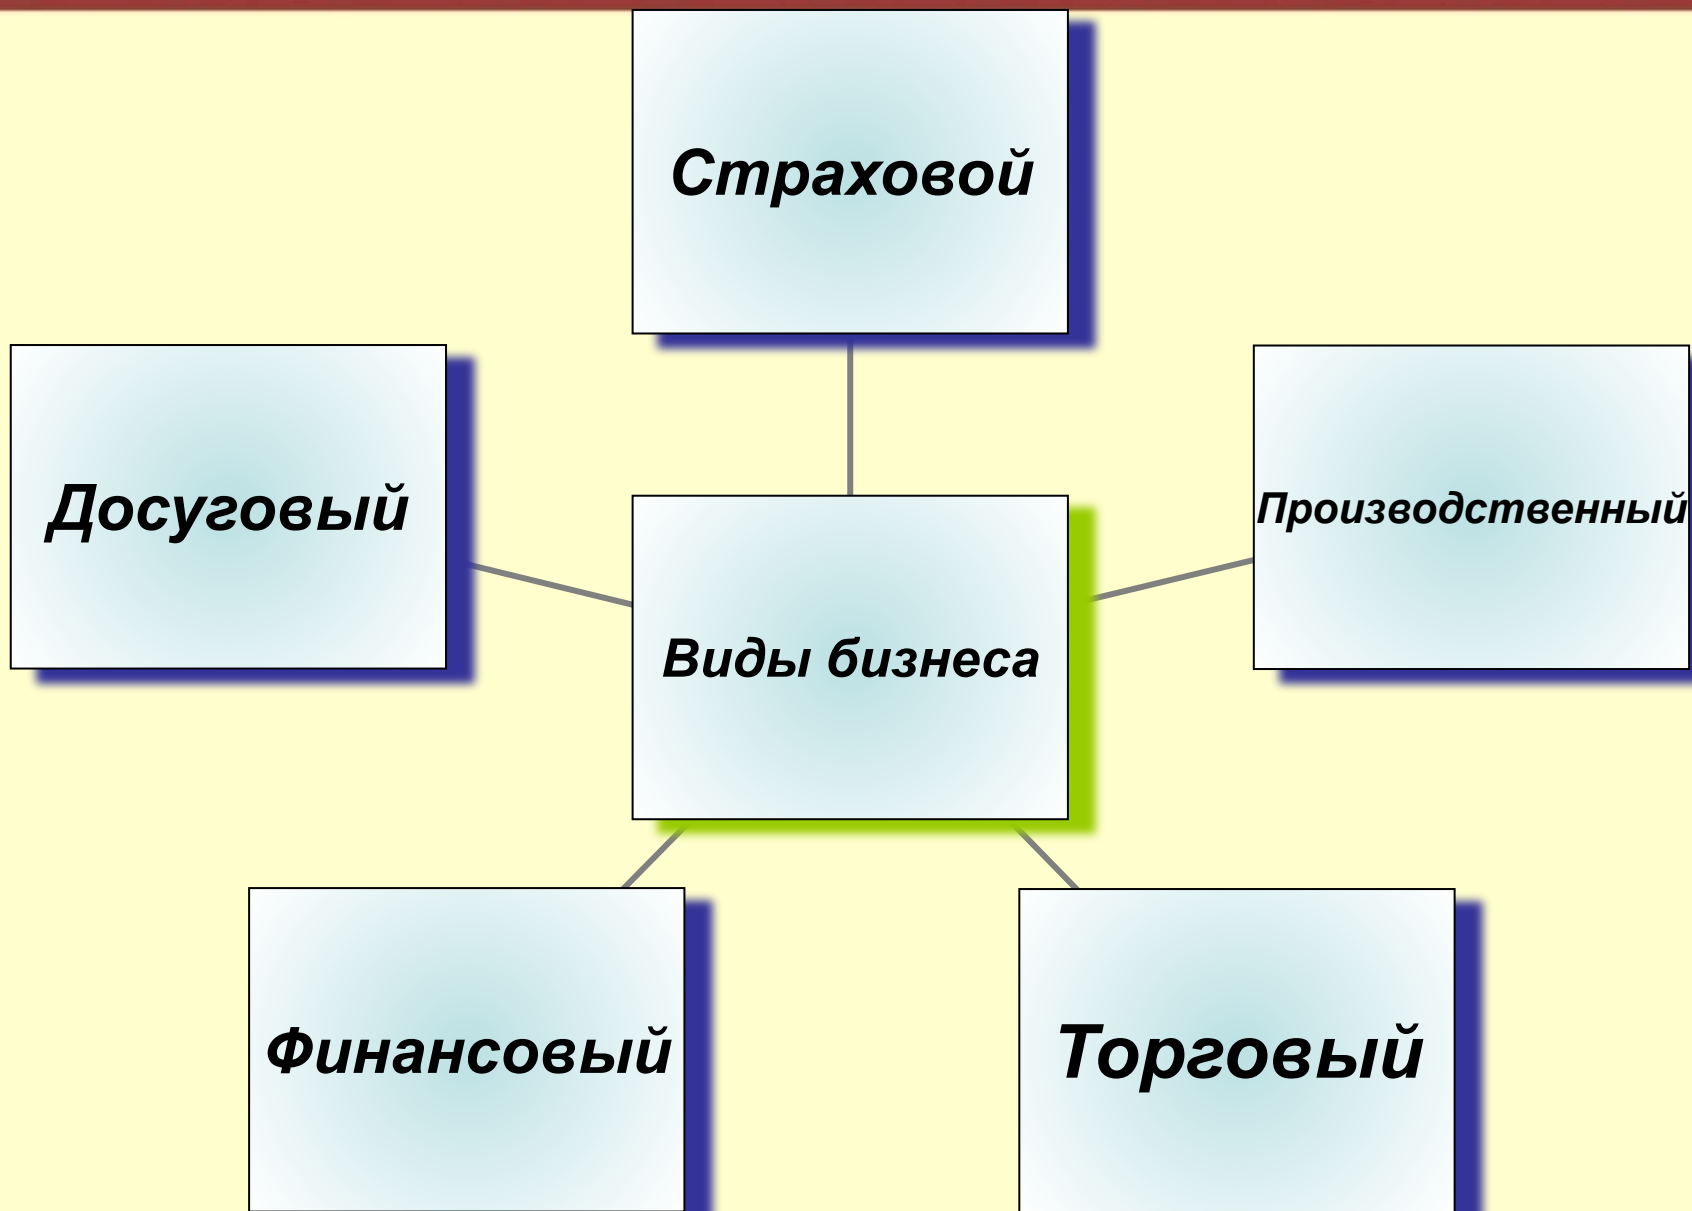 Страховой
Досуговый
Производственный
Виды бизнеса
Финансовый
Торговый